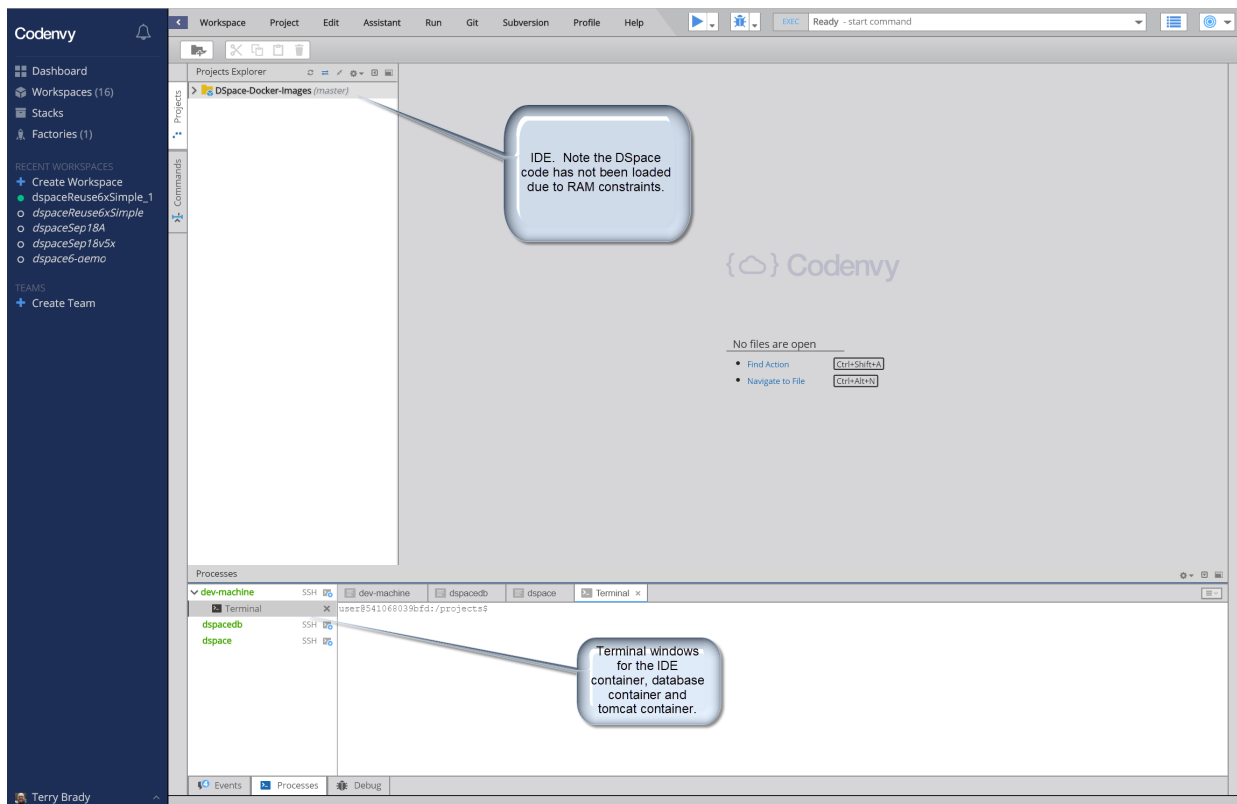 Codenvy
Workspace Project Edit Assistant Run Git Subversion Profile Help
EXEC Ready - start command
Dashboard
Workspaces (16)
Stacks
Factories (1)
RECENT WORKSPACES
+ Create Workspace
dspaceReuse6xSimple_1
dspaceReuse6xSimple
dspaceSep18A
dspaceSep18v5x
dspace6-aemo
TEAMS
+ Create Team
Terry Brady
Projects
Commands
Projects Explorer
DSpace-Docker-Images (master)
IDE. Note the DSpace
code has not been loaded
due to RAM constraints.
{} Codenvy
No files are open
Find Action Ctrl+Shift+A
Navigate to File Ctrl+Alt+N
Processes
dev-machine SSH
Terminal
dspacedb SSH
dspace SSH
dev-machine dspacedb dspace Terminal ×
user@541068039bfd:/projects$
Terminal windows
for the IDE
container, database
container and
tomcat container.
Events Processes Debug